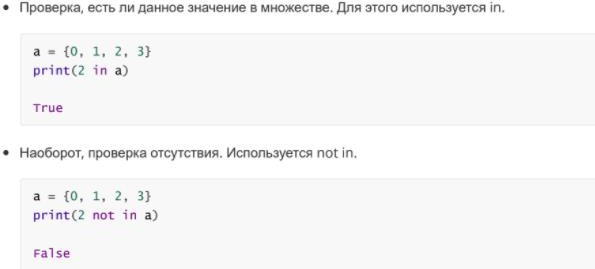 Проверка, есть ли данное значение в множестве. Для этого используется in.
a = {0, 1, 2, 3}
print(2 in a)
True
Наоборот, проверка отсутствия. Используется not in.
a = {0, 1, 2, 3}
print(2 not in a)
False